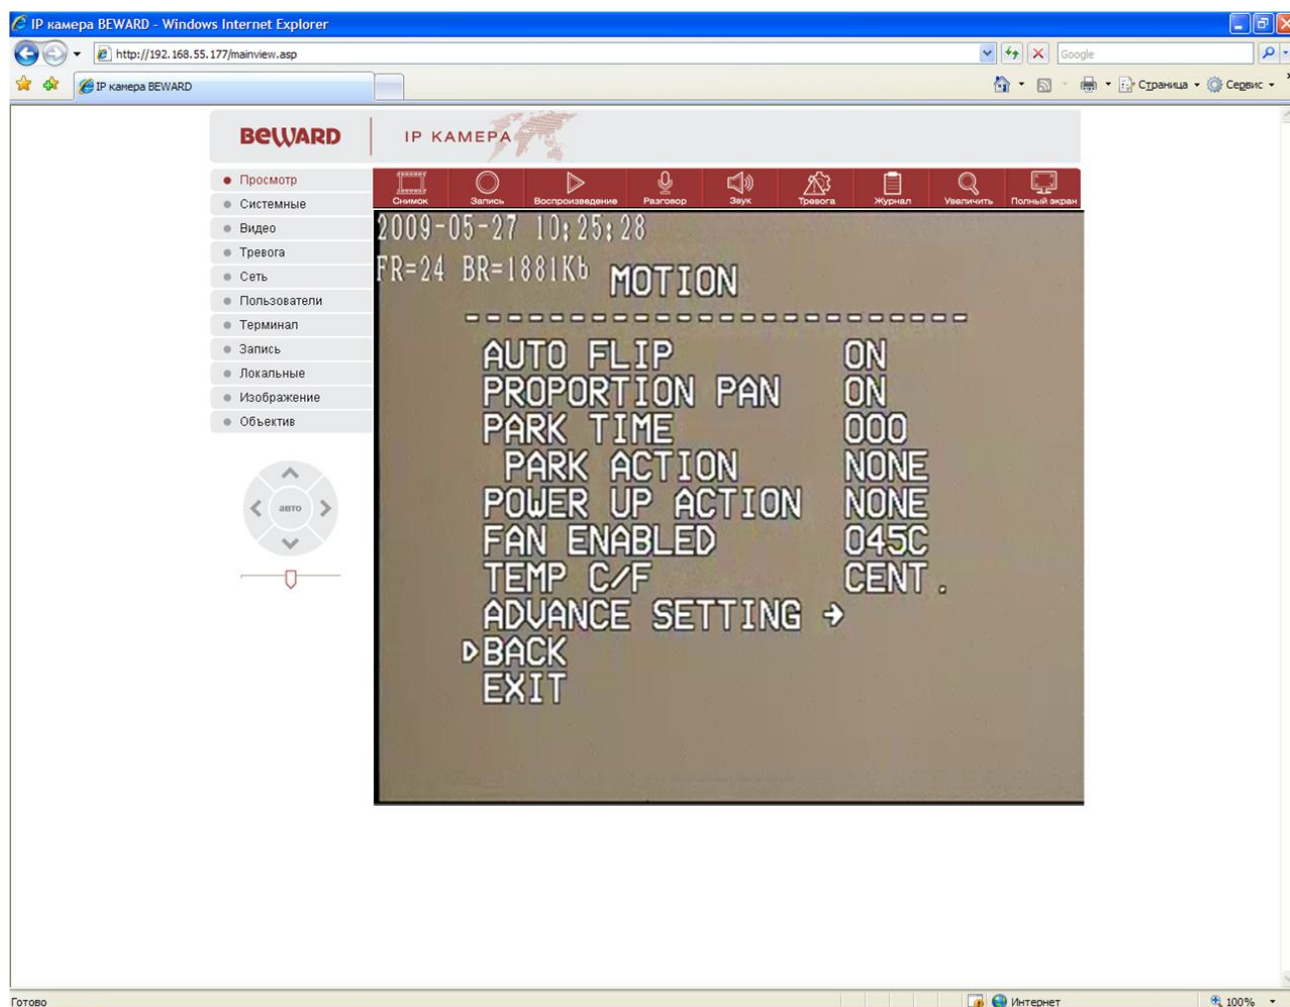 IP камера BEWARD - Windows Internet Explorer
http://192.168.55.177/mainview.asp
Google
IP камера BEWARD
Страница
Сервис
BEWARD
IP КАМЕРА
Просмотр
Системные
Видео
Тревога
Сеть
Пользователи
Терминал
Запись
Локальные
Изображение
Объектив
авто
Снимок Запись Воспроизведение Разговор Звук Тревога Журнал Увеличить Полный экран
2009-05-27 10:25:28
FR=24 BR=1881Kb
MOTION
------------------------
AUTO FLIP ON
PROPORTION PAN ON
PARK TIME 000
PARK ACTION NONE
POWER UP ACTION NONE
FAN ENABLED 045C
TEMP C/F CENT.
ADVANCE SETTING →
BACK
EXIT
Готово
Интернет
100%